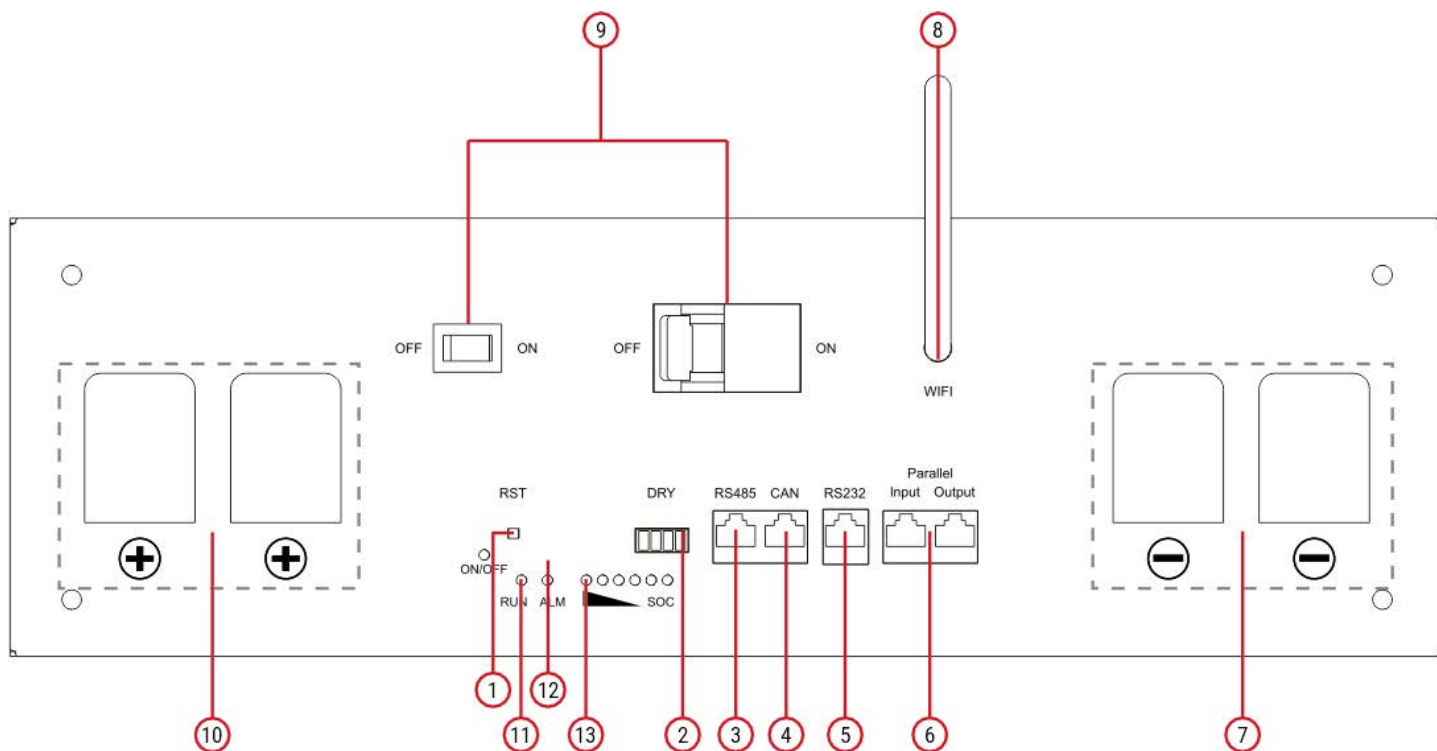 9
8
OFF
ON
OFF
ON
WIFI
RST
DRY
RS485
CAN
RS232
Parallel
Input
Output
ON/OFF
RUN
ALM
SOC
1
12
10
11
13
2
3
4
5
6
7